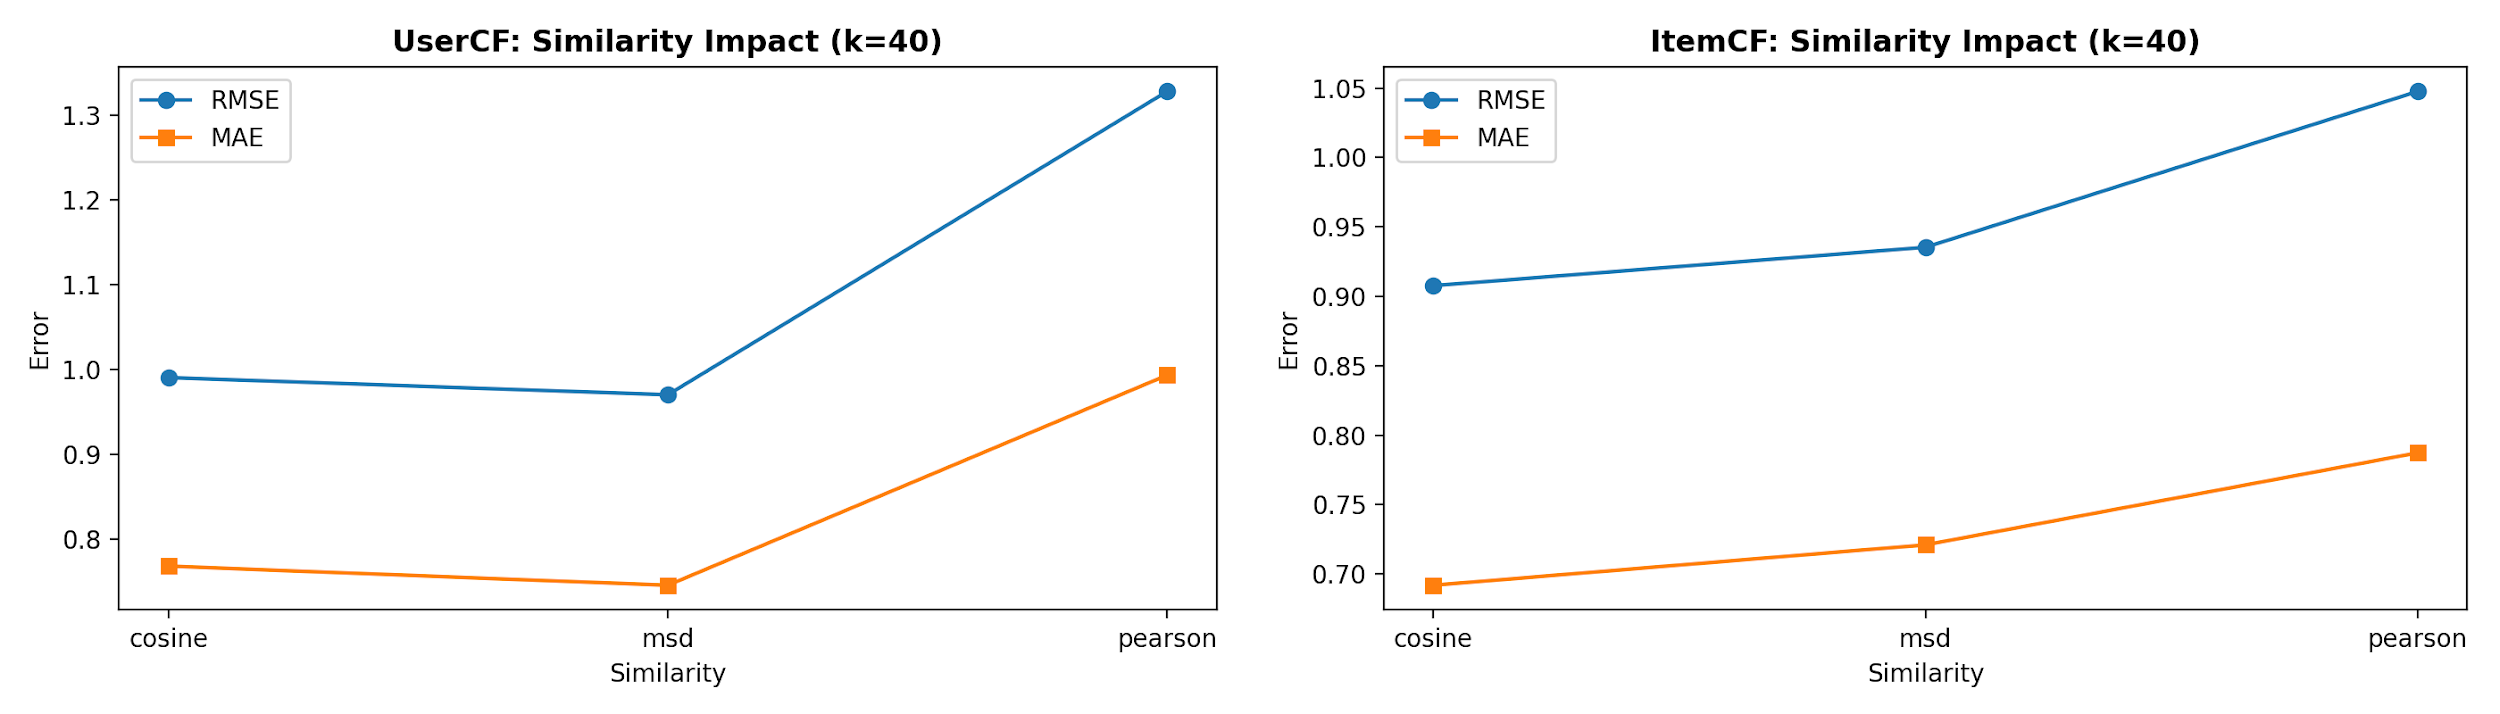 UserCF: Similarity Impact (k=40)
RMSE
MAE
1.3
1.2
1.1
1.0
0.9
0.8
Error
cosine
msd
pearson
Similarity
ItemCF: Similarity Impact (k=40)
RMSE
MAE
1.05
1.00
0.95
0.90
0.85
0.80
0.75
0.70
Error
cosine
msd
pearson
Similarity